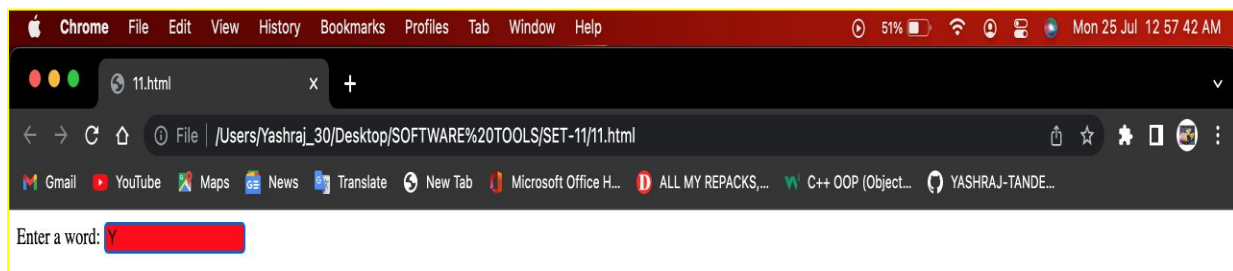 Chrome File Edit View History Bookmarks Profiles Tab Window Help 51% Mon 25 Jul 12 57 42 AM
11.html
File /Users/Yashraj_30/Desktop/SOFTWARE%20TOOLS/SET-11/11.html
Gmail YouTube Maps News Translate New Tab Microsoft Office H... ALL MY REPACKS,... C++ OOP (Object... YASHRAJ-TANDE...
Enter a word: Y